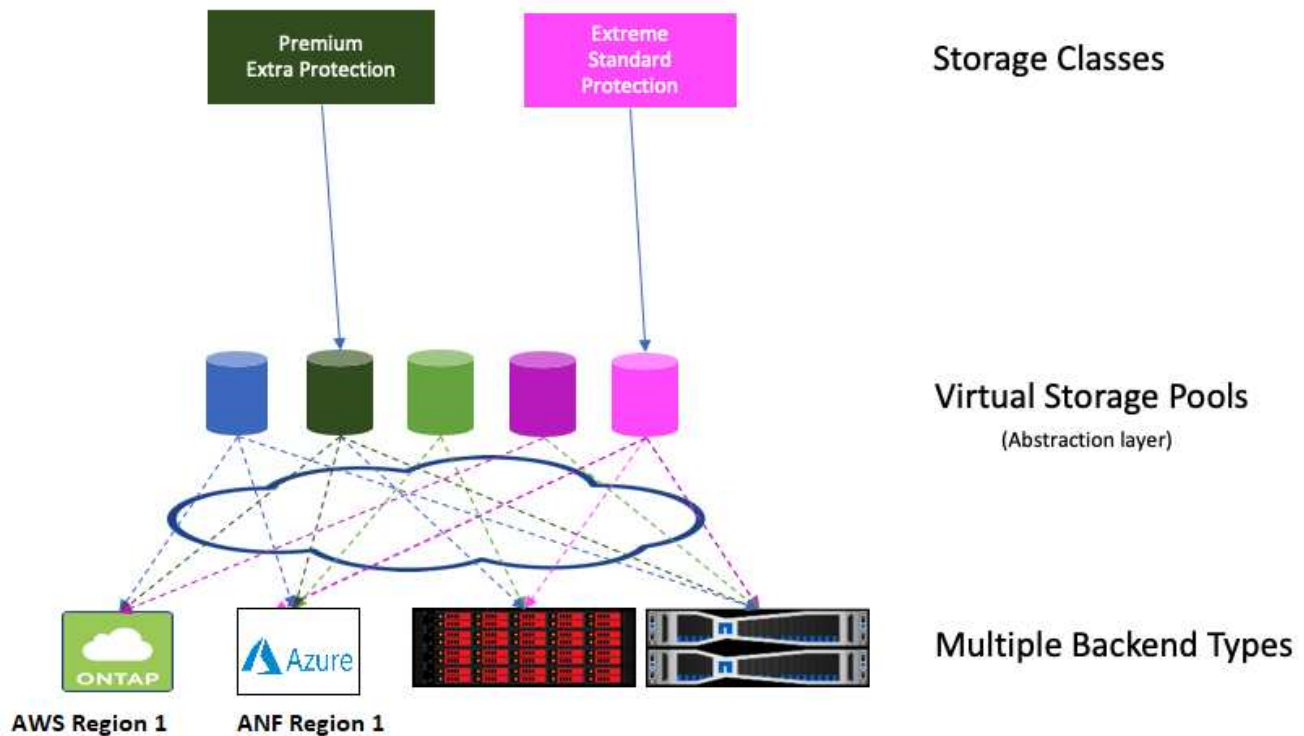 Premium
Extra Protection
Extreme
Standard
Protection
Storage Classes
Virtual Storage Pools
(Abstraction layer)
ONTAP
Azure
Multiple Backend Types
AWS Region 1
ANF Region 1